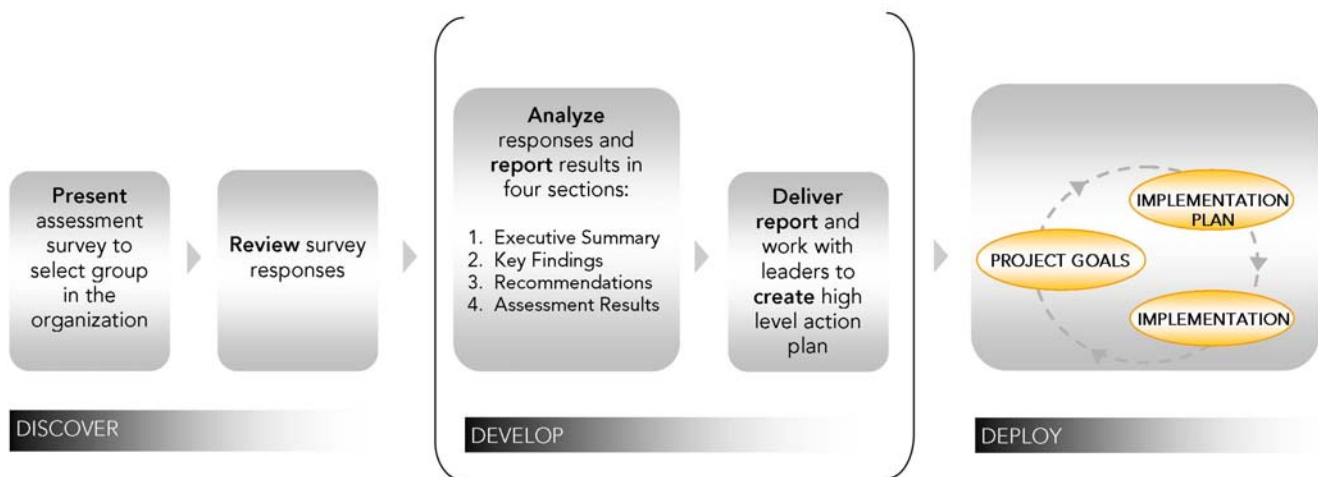 Present
assessment
survey to
select group
in the
organization
Review survey
responses
Analyze
responses and
report results in
four sections:
1. Executive Summary
2. Key Findings
3. Recommendations
4. Assessment Results
Deliver
report and
work with
leaders to
create high
level action
plan
IMPLEMENTATION
PLAN
PROJECT GOALS
IMPLEMENTATION
DISCOVER
DEVELOP
DEPLOY